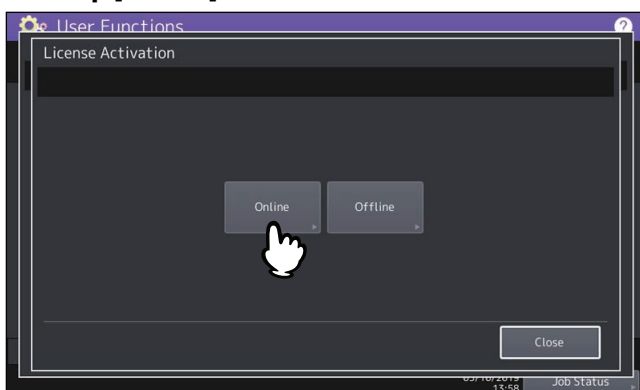 User Functions
?
License Activation
Online
Offline
Close
13:58
Job Status